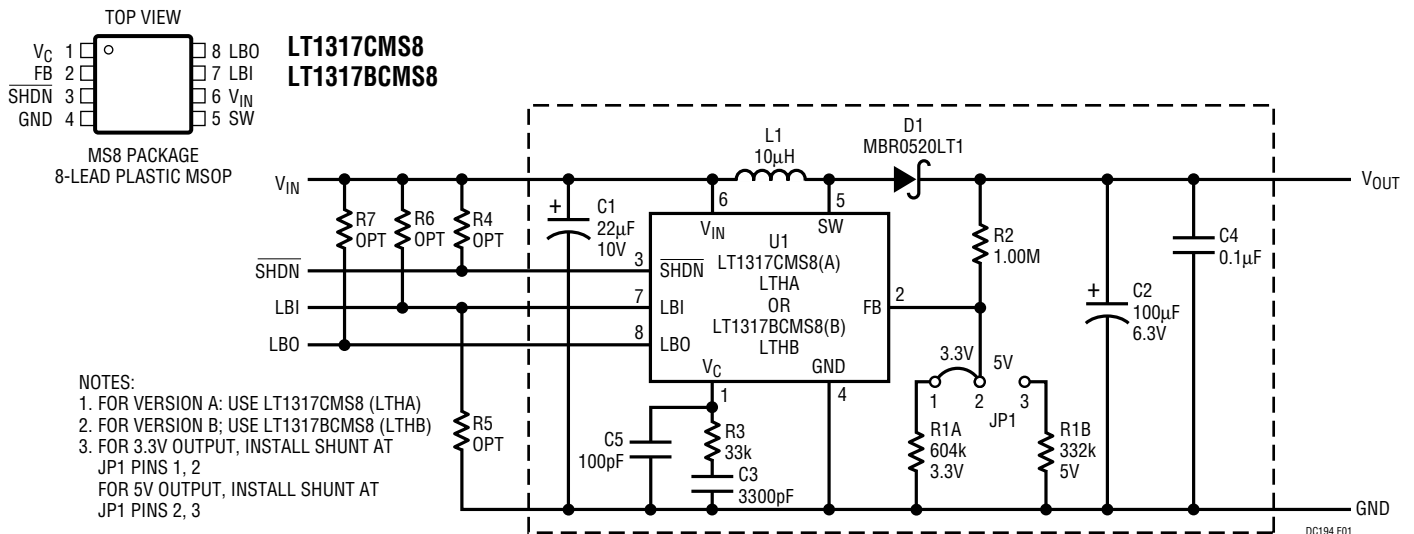 TOP VIEW
VC 1
FB 2
SHDN 3
GND 4
8 LBO
7 LBI
6 VIN
5 SW
MS8 PACKAGE
8-LEAD PLASTIC MSOP
LT1317CMS8
LT1317BCMS8
VIN
R7
OPT
R6
OPT
R4
OPT
SHDN
LBI
LBO
+
C1
22µF
10V
L1
10µH
D1
MBR0520LT1
VOUT
6
VIN
5
SW
3
SHDN
7
LBI
8
LBO
U1
LT1317CMS8(A)
LTHA
OR
LT1317BCMS8(B)
LTHB
FB
2
VC
1
GND
4
R2
1.00M
+
C2
100µF
6.3V
C4
0.1µF
3.3V
5V
1
2
3
JP1
R1A
604k
3.3V
R1B
332k
5V
R5
OPT
C5
100pF
R3
33k
C3
3300pF
GND
NOTES:
1. FOR VERSION A: USE LT1317CMS8 (LTHA)
2. FOR VERSION B; USE LT1317BCMS8 (LTHB)
3. FOR 3.3V OUTPUT, INSTALL SHUNT AT
JP1 PINS 1, 2
FOR 5V OUTPUT, INSTALL SHUNT AT
JP1 PINS 2, 3
DC194 F01